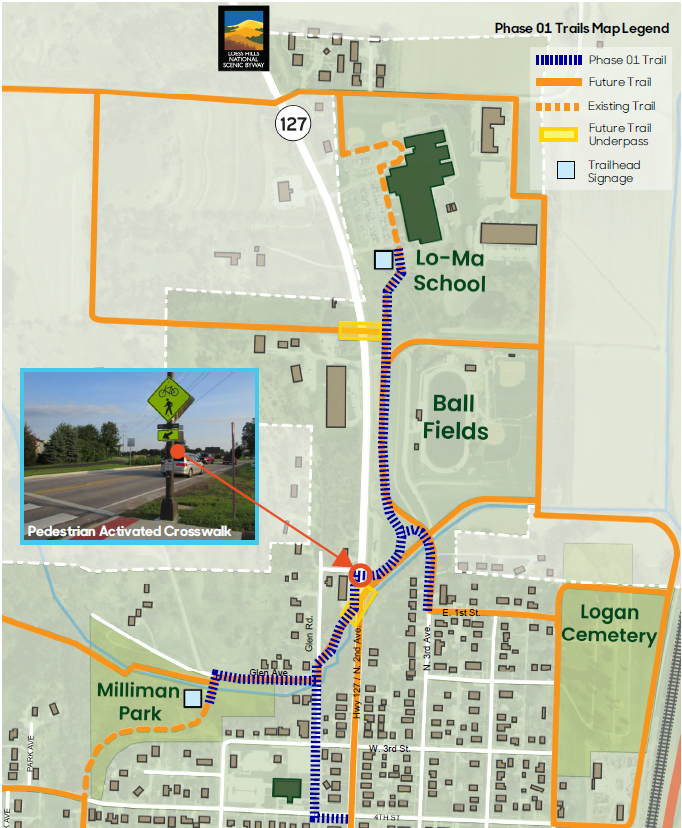 LOESS HILLS
NATIONAL
SCENIC BYWAY
Phase 01 Trails Map Legend
Phase 01 Trail
Future Trail
Existing Trail
Future Trail
Underpass
Trailhead
Signage
127
Lo-Ma
School
Ball
Fields
Pedestrian Activated Crosswalk
Logan
Cemetery
E. 1st St.
Glen Rd.
Hwy 127 / N. 2nd Ave.
N. 3rd Ave.
Glen Ave
Milliman
Park
W. 3rd St.
PARK AVE
K AVE
4TH ST